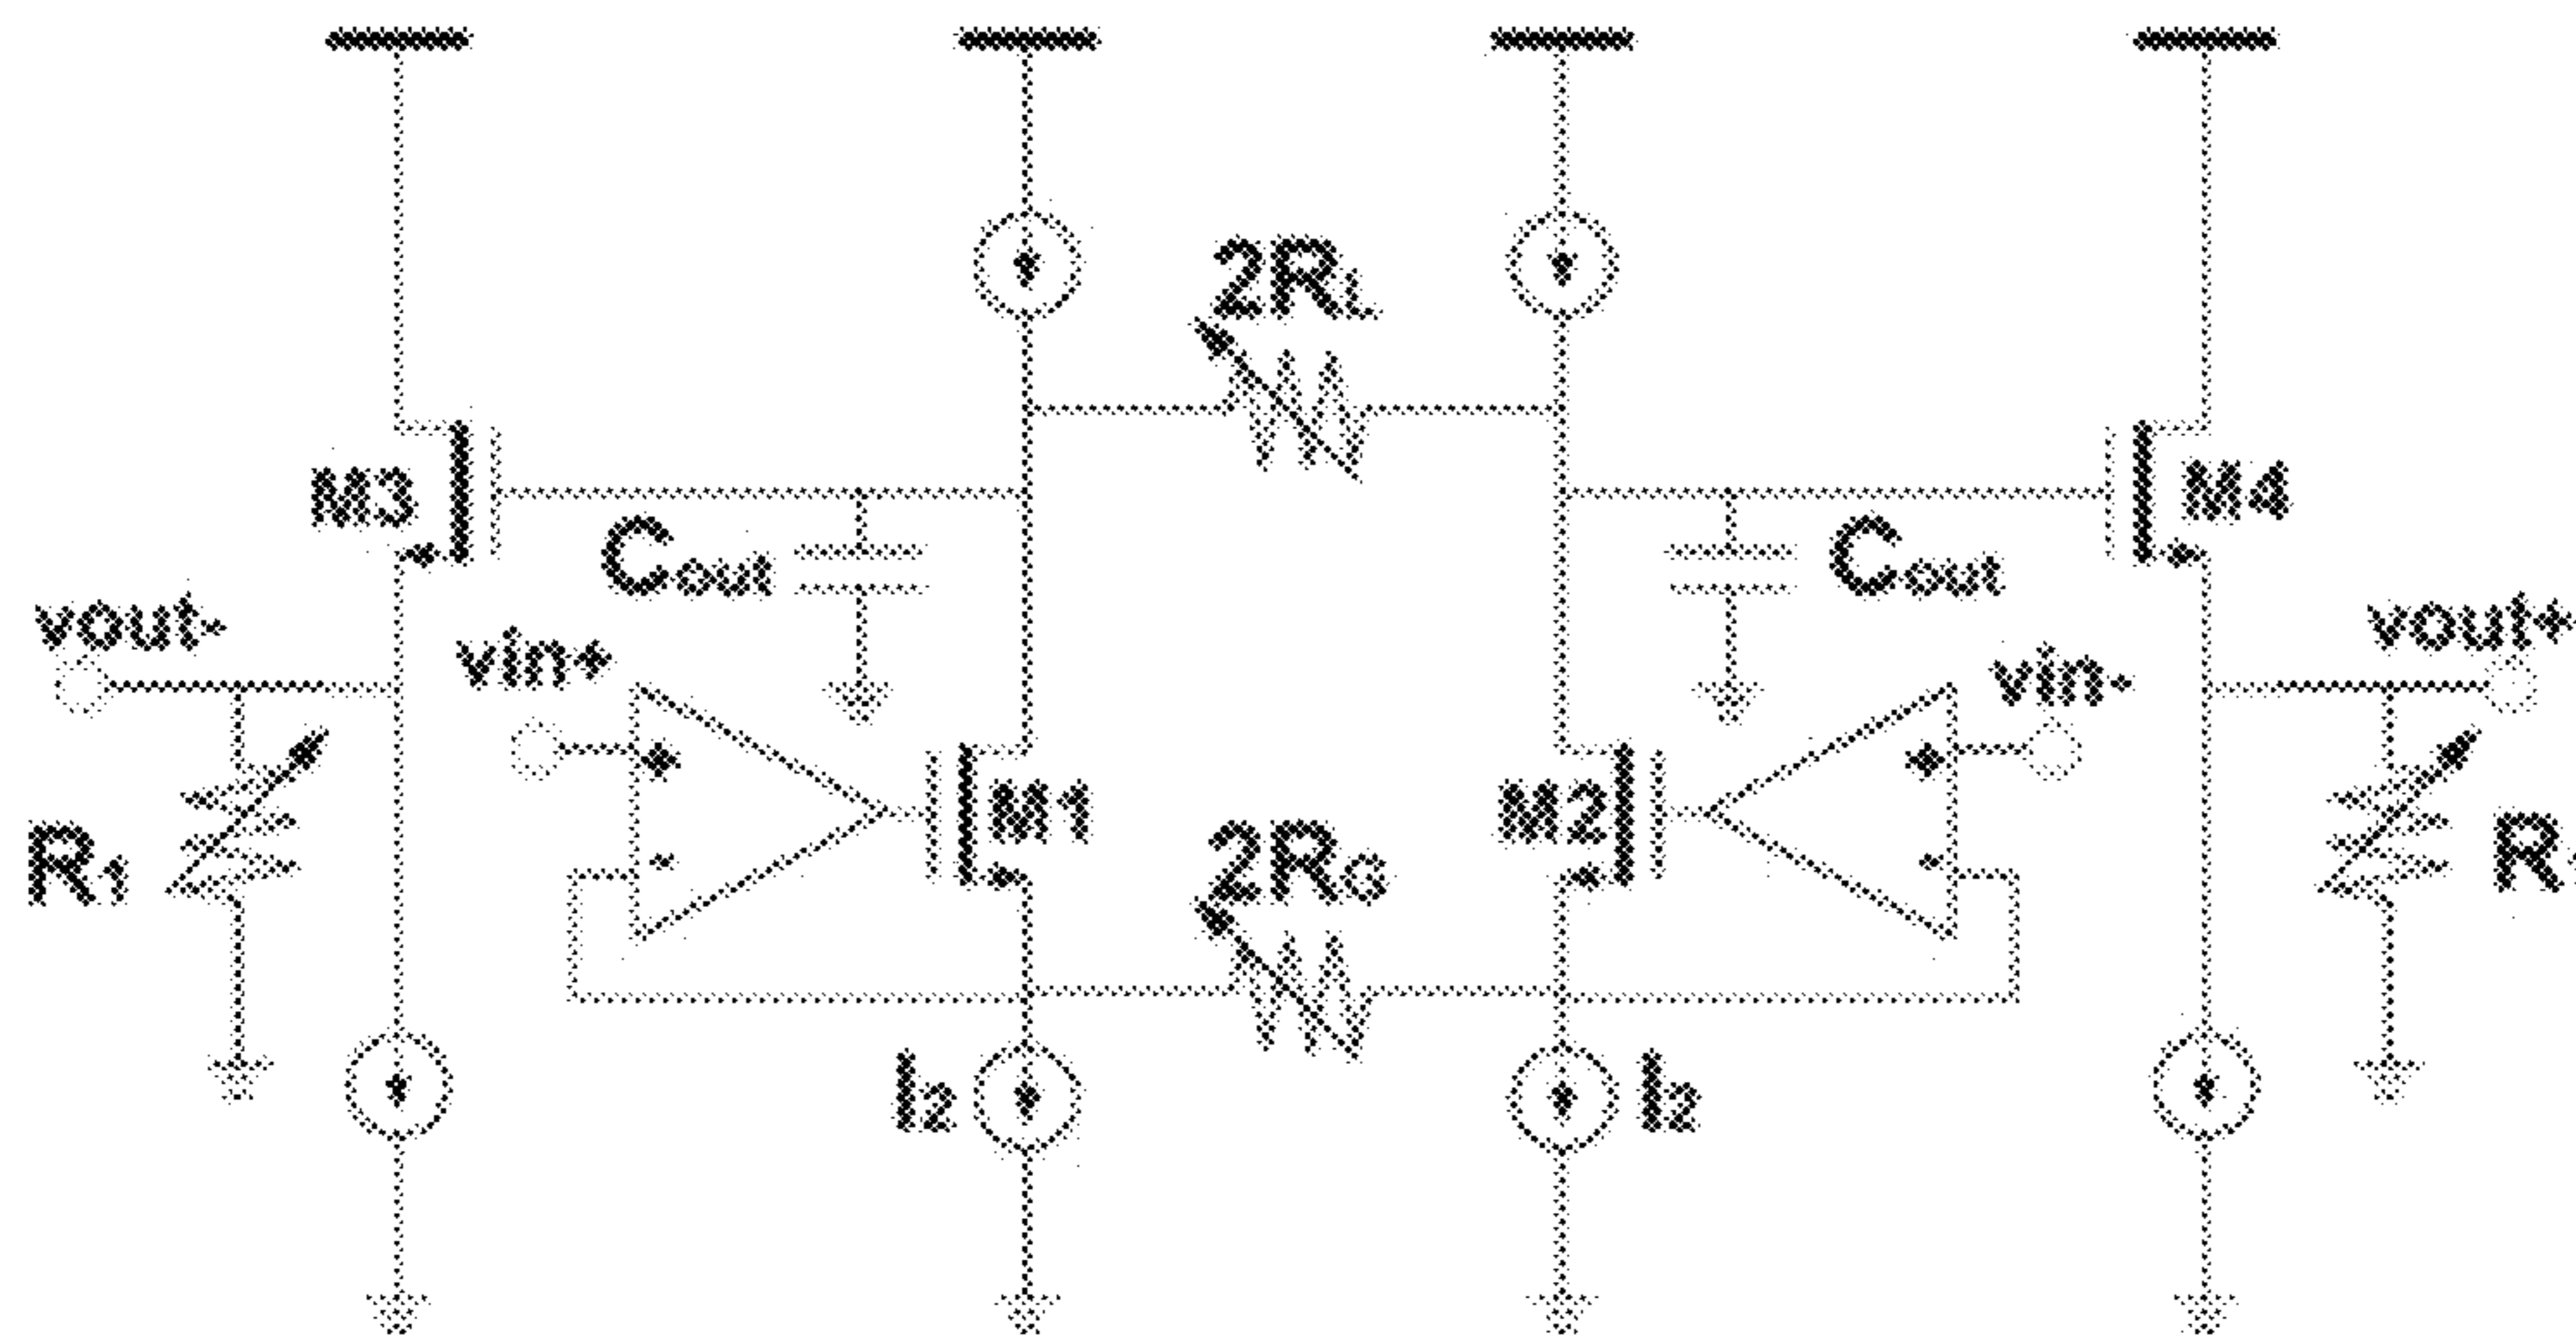 2RL
M3
M4
Cout
Cout
vout-
vin+
vin-
vout+
+
+
M1
M2
R1
-
-
2RG
R
I2
I2